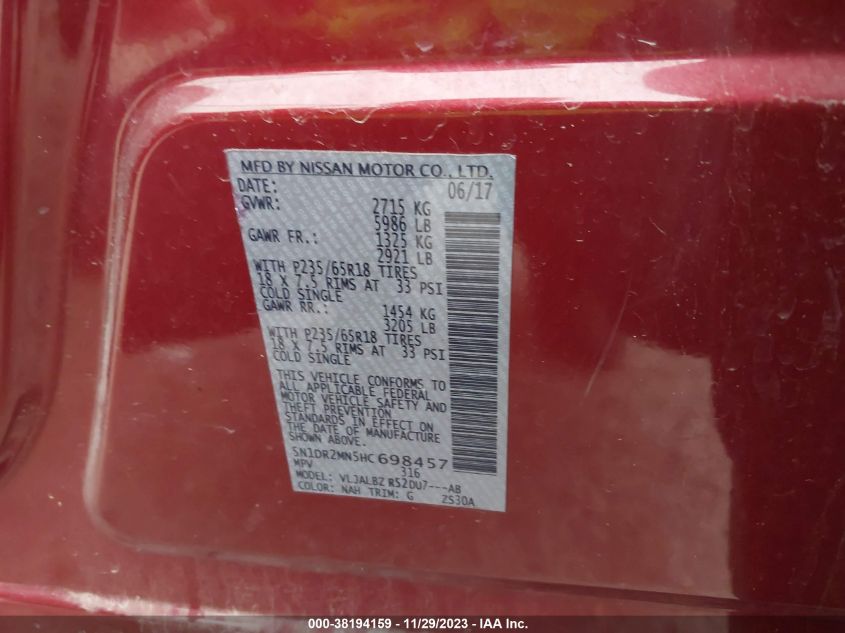 MFD BY NISSAN MOTOR CO., LTD.
DATE: 06/17
GVWR: 2715 KG
5986 LB
GAWR FR.: 1325 KG
2921 LB
WITH P235/65R18 TIRES
18 X 7.5 RIMS AT 33 PSI
COLD SINGLE
GAWR RR.: 1454 KG
3205 LB
WITH P235/65R18 TIRES
18 X 7.5 RIMS AT 33 PSI
COLD SINGLE
THIS VEHICLE CONFORMS TO
ALL APPLICABLE FEDERAL
MOTOR VEHICLE SAFETY AND
THEFT PREVENTION
STANDARDS IN EFFECT ON
THE DATE OF MANUFACTURE
SHOWN ABOVE.
5N1DR2MN5HC698457
MPV 316
MODEL: VLJALBZ R52DU7---AB
COLOR: NAH TRIM: G 2S30A
000-38194159 — 11/29/2023 — IAA Inc.